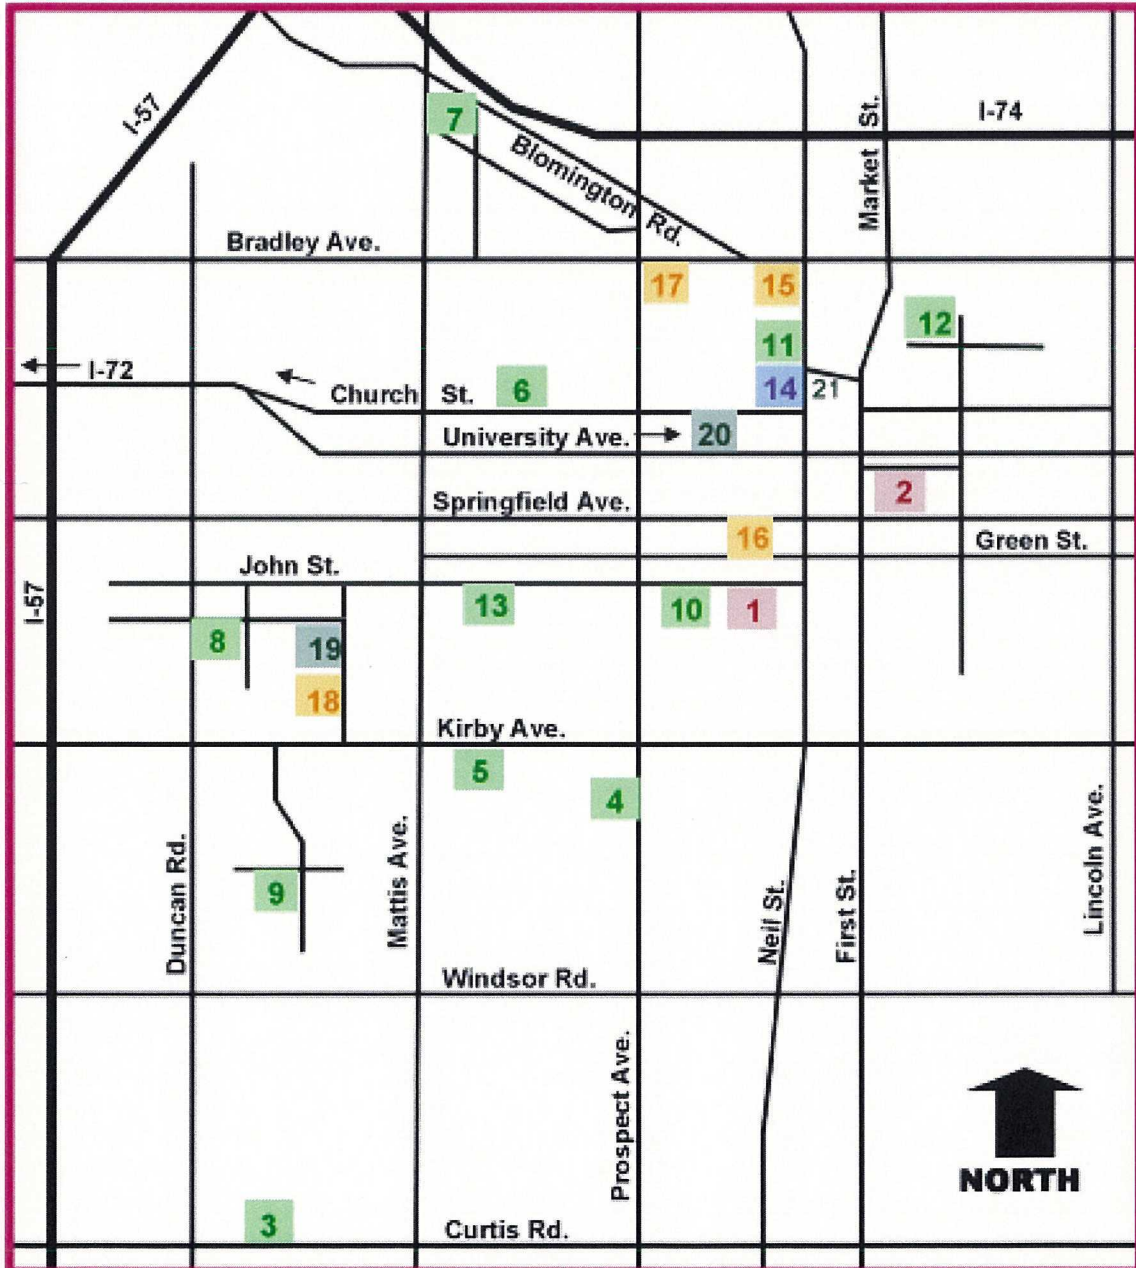 I-57
7
I-74
Market St.
Blomington Rd.
Bradley Ave.
17
15
12
11
I-72
Church St.
6
14
21
University Ave.
20
2
Springfield Ave.
16
Green St.
John St.
I-57
13
10
1
8
19
18
Kirby Ave.
5
4
Duncan Rd.
Mattis Ave.
9
Neil St.
First St.
Lincoln Ave.
Windsor Rd.
Prospect Ave.
NORTH
3
Curtis Rd.